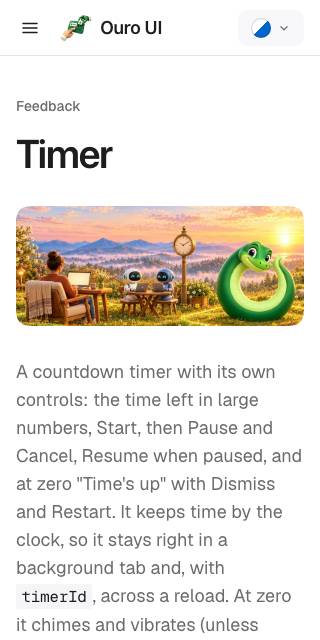 Ouro UI
Feedback
Timer
A countdown timer with its own
controls: the time left in large
numbers, Start, then Pause and
Cancel, Resume when paused, and
at zero "Time's up" with Dismiss
and Restart. It keeps time by the
clock, so it stays right in a
background tab and, with
timerId, across a reload. At zero
it chimes and vibrates (unless